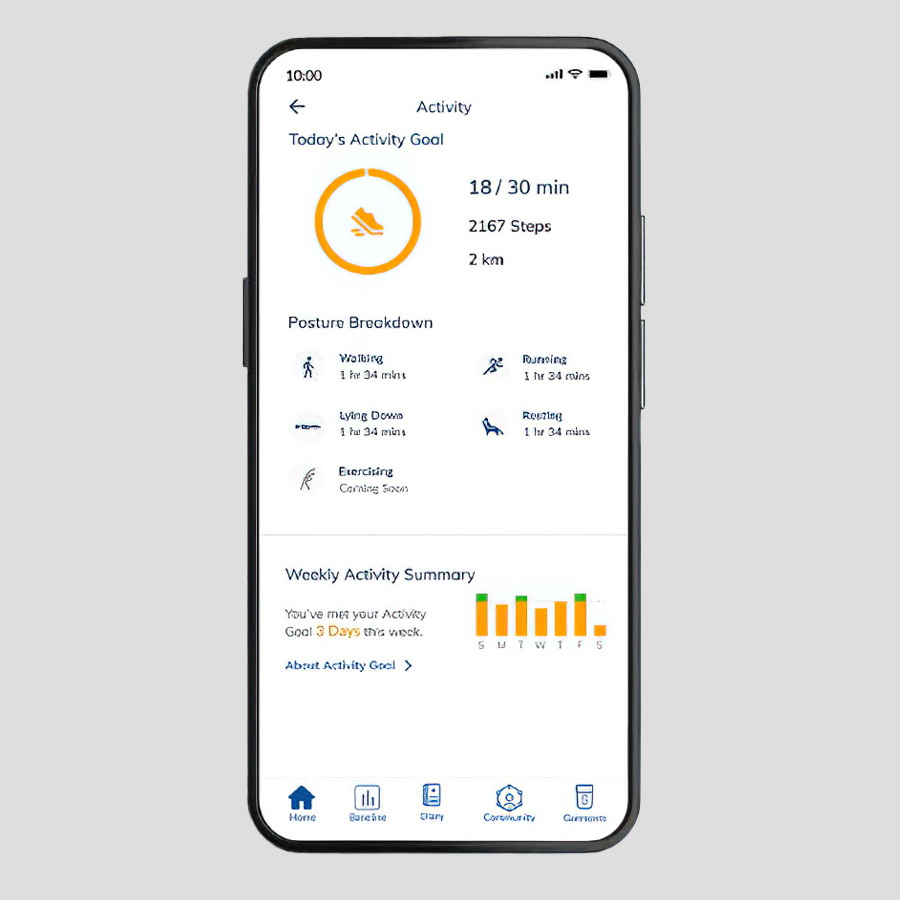 10:00
Activity
Today's Activity Goal
18 / 30 min
2167 Steps
2 km
Posture Breakdown
Walking
1 hr 34 mins
Running
1 hr 34 mins
Lying Down
1 hr 34 mins
Resting
1 hr 34 mins
Exercising
Coming Soon
Weekly Activity Summary
You've met your Activity
Goal 3 Days this week.
About Activity Goal
S M T W T F S
Home
Baseline
Diary
Community